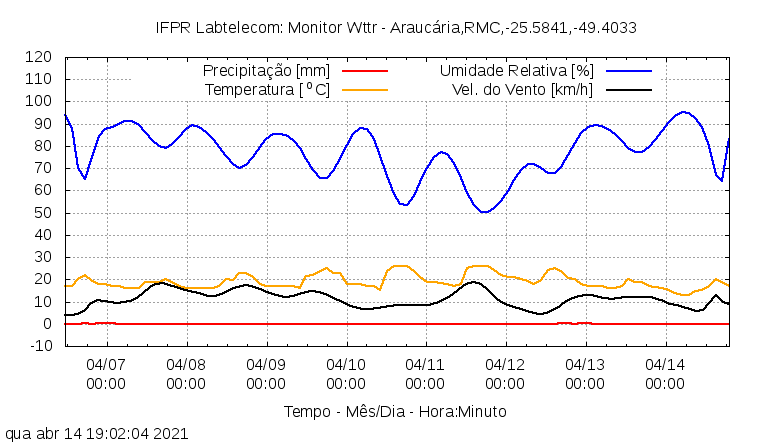 IFPR Labtelecom: Monitor Wttr - Araucária,RMC,-25.5841,-49.4033
120
110
100
90
80
70
60
50
40
30
20
10
0
-10
Precipitação [mm]
Temperatura [ ⁰C]
Umidade Relativa [%]
Vel. do Vento [km/h]
04/07 04/08 04/09 04/10 04/11 04/12 04/13 04/14
00:00 00:00 00:00 00:00 00:00 00:00 00:00 00:00
Tempo - Mês/Dia - Hora:Minuto
qua abr 14 19:02:04 2021